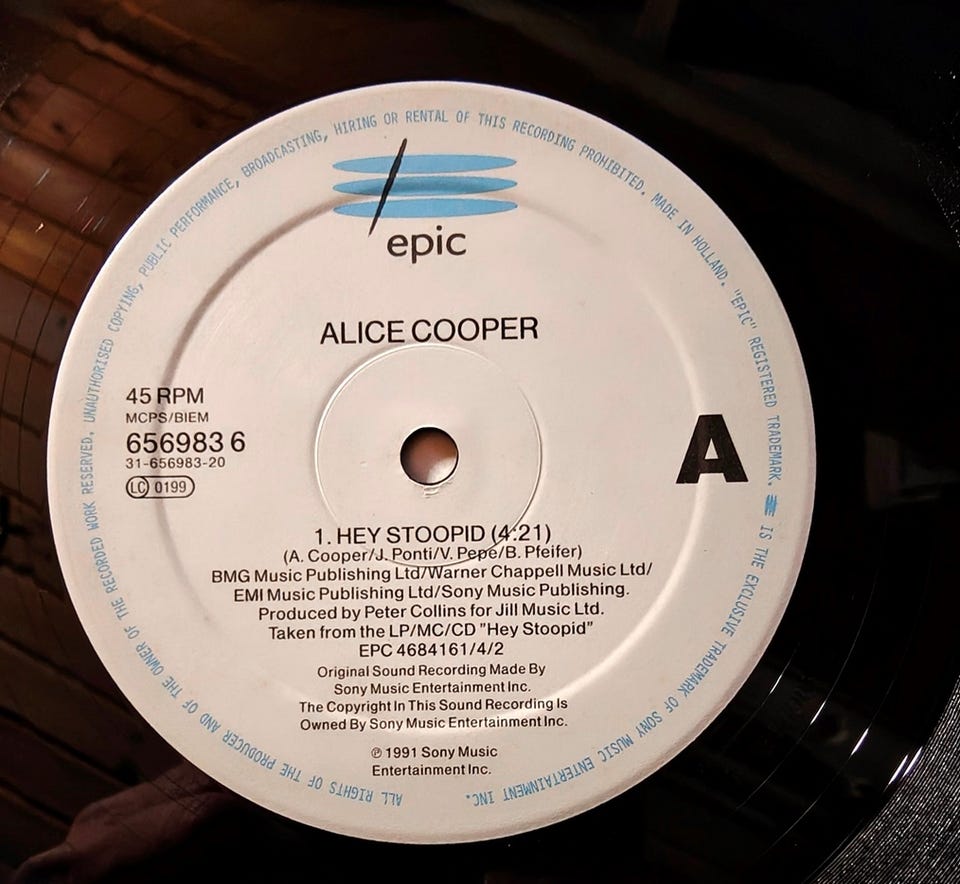 ALL RIGHTS OF THE PRODUCER AND OF THE OWNER OF THE RECORDED WORK RESERVED. UNAUTHORISED COPYING, PUBLIC PERFORMANCE, BROADCASTING, HIRING OR RENTAL OF THIS RECORDING PROHIBITED. MADE IN HOLLAND. "EPIC" REGISTERED TRADEMARK. IS THE EXCLUSIVE TRADEMARK OF SONY MUSIC ENTERTAINMENT INC.
epic
ALICE COOPER
45 RPM
MCPS/BIEM
656983 6
31-656983-20
LC 0199
A
1. HEY STOOPID (4:21)
(A. Cooper/J. Ponti/V. Pepe/B. Pfeifer)
BMG Music Publishing Ltd/Warner Chappell Music Ltd/
EMI Music Publishing Ltd/Sony Music Publishing.
Produced by Peter Collins for Jill Music Ltd.
Taken from the LP/MC/CD "Hey Stoopid"
EPC 4684161/4/2
Original Sound Recording Made By
Sony Music Entertainment Inc.
The Copyright In This Sound Recording Is
Owned By Sony Music Entertainment Inc.
℗ 1991 Sony Music
Entertainment Inc.